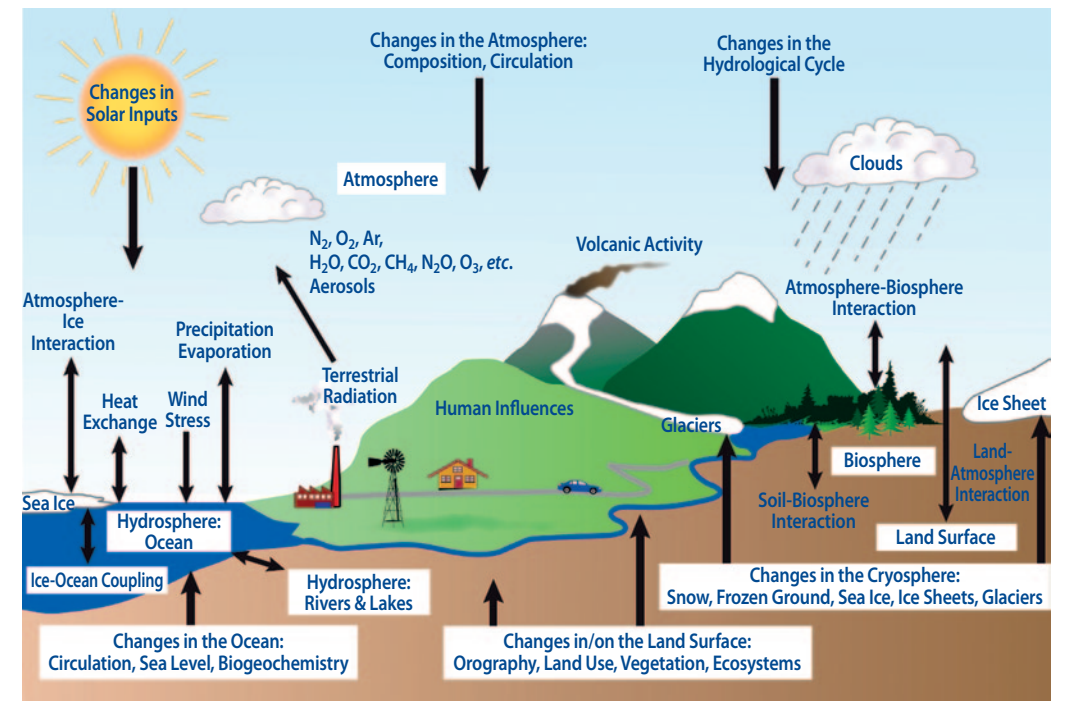 Changes in the Atmosphere:
Composition, Circulation
Changes in the
Hydrological Cycle
Changes in
Solar Inputs
Clouds
Atmosphere
N₂, O₂, Ar,
H₂O, CO₂, CH₄, N₂O, O₃, etc.
Aerosols
Volcanic Activity
Atmosphere-Biosphere
Interaction
Atmosphere-
Ice
Interaction
Precipitation
Evaporation
Terrestrial
Radiation
Heat
Exchange
Wind
Stress
Human Influences
Glaciers
Ice Sheet
Biosphere
Land-
Atmosphere
Interaction
Sea Ice
Soil-Biosphere
Interaction
Hydrosphere:
Ocean
Land Surface
Ice-Ocean Coupling
Hydrosphere:
Rivers & Lakes
Changes in the Cryosphere:
Snow, Frozen Ground, Sea Ice, Ice Sheets, Glaciers
Changes in the Ocean:
Circulation, Sea Level, Biogeochemistry
Changes in/on the Land Surface:
Orography, Land Use, Vegetation, Ecosystems